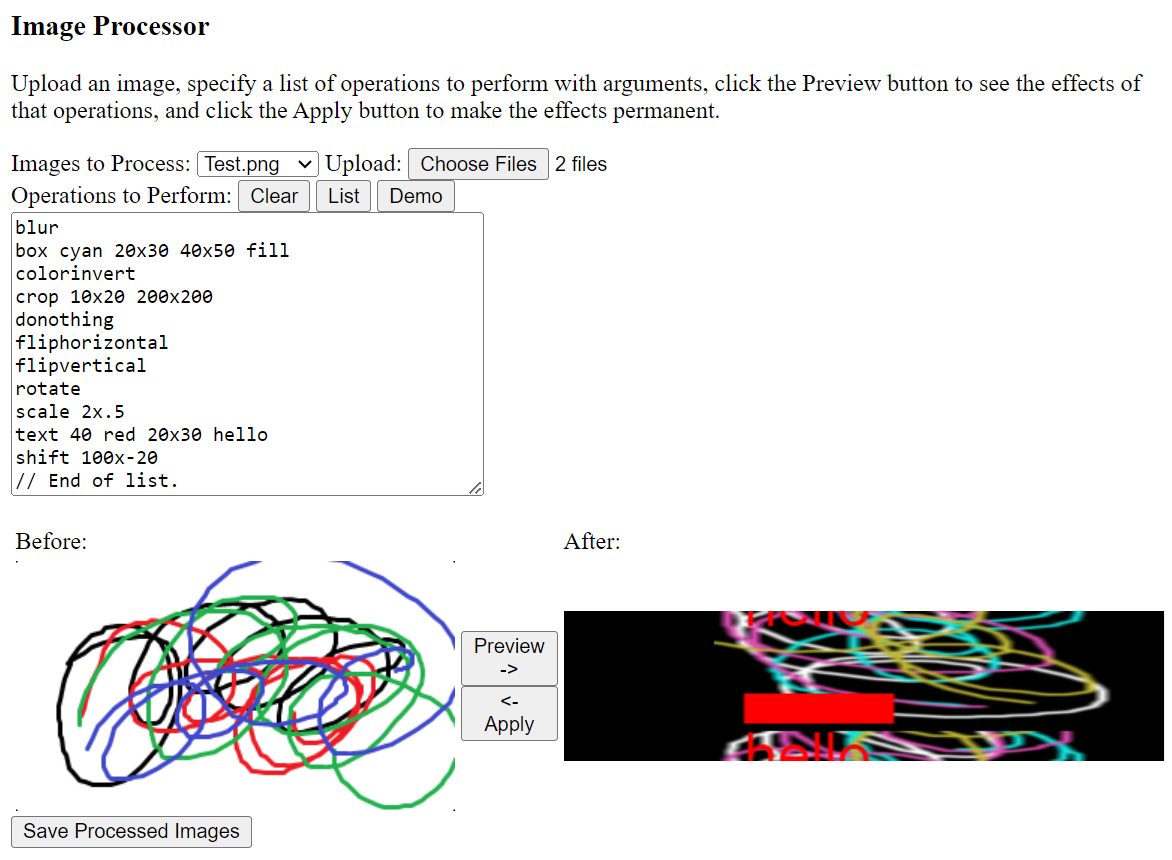 Image Processor
Upload an image, specify a list of operations to perform with arguments, click the Preview button to see the effects of
that operations, and click the Apply button to make the effects permanent.
Images to Process: Test.png Upload: Choose Files 2 files
Operations to Perform: Clear List Demo
blur
box cyan 20x30 40x50 fill
colorinvert
crop 10x20 200x200
donothing
fliphorizontal
flipvertical
rotate
scale 2x.5
text 40 red 20x30 hello
shift 100x-20
// End of list.
Before:
After:
hello
Preview
->
<-
Apply
hello
Save Processed Images